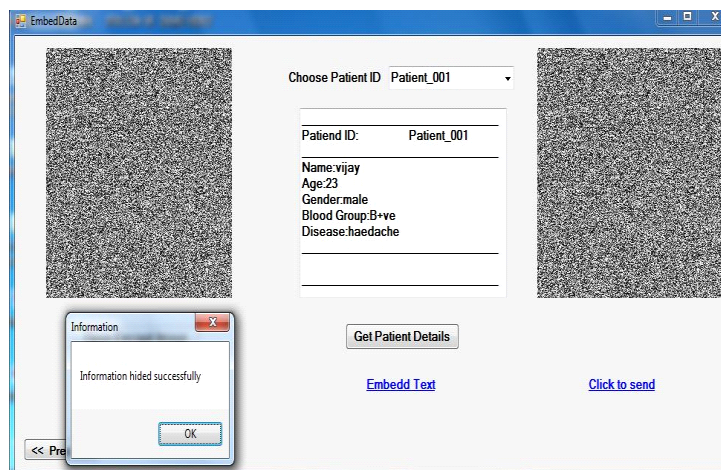 EmbedData
Choose Patient ID Patient_001
Patiend ID: Patient_001
Name:vijay
Age:23
Gender:male
Blood Group:B+ve
Disease:haedache
Get Patient Details
Embedd Text
Click to send
Information
X
Information hided successfully
OK
<< Pre